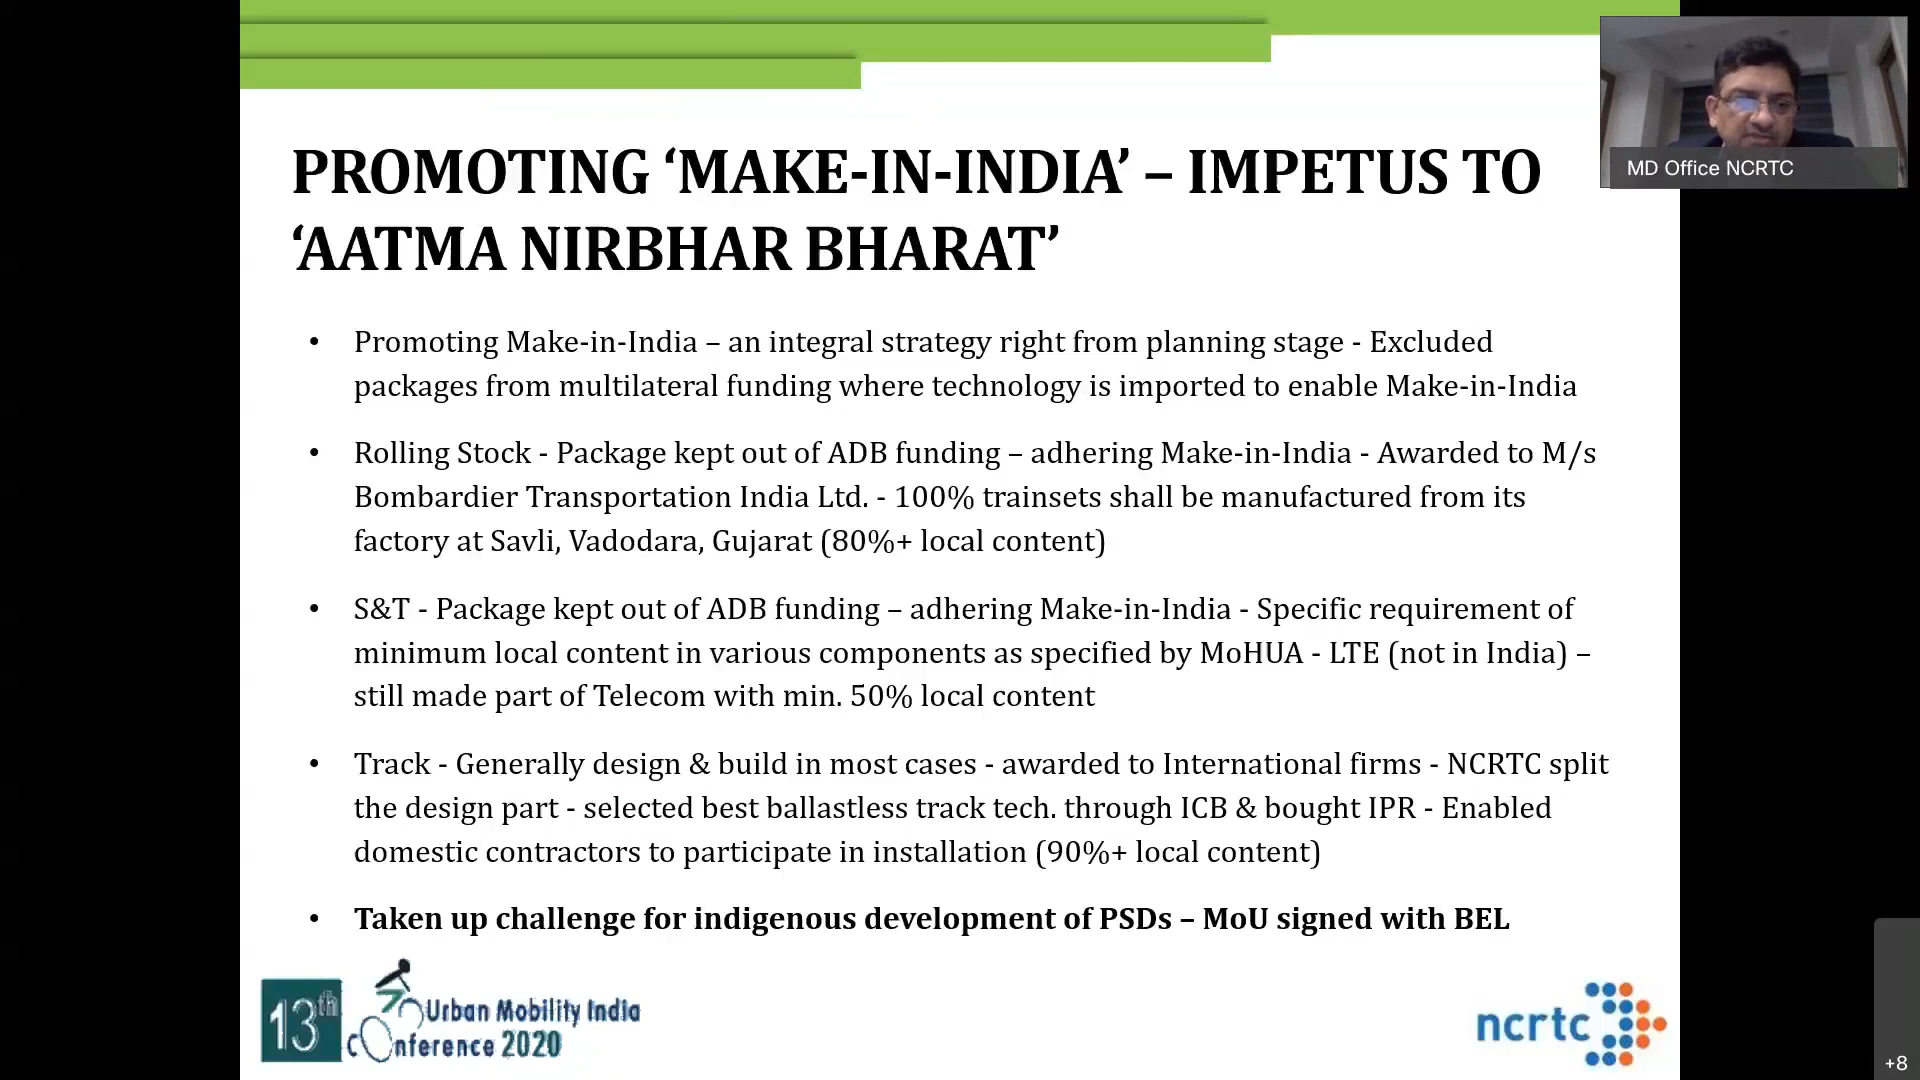 MD Office NCRTC
PROMOTING ‘MAKE-IN-INDIA’ – IMPETUS TO
‘AATMA NIRBHAR BHARAT’
• Promoting Make-in-India – an integral strategy right from planning stage - Excluded
packages from multilateral funding where technology is imported to enable Make-in-India
• Rolling Stock - Package kept out of ADB funding – adhering Make-in-India - Awarded to M/s
Bombardier Transportation India Ltd. - 100% trainsets shall be manufactured from its
factory at Savli, Vadodara, Gujarat (80%+ local content)
• S&T - Package kept out of ADB funding – adhering Make-in-India - Specific requirement of
minimum local content in various components as specified by MoHUA - LTE (not in India) –
still made part of Telecom with min. 50% local content
• Track - Generally design & build in most cases - awarded to International firms - NCRTC split
the design part - selected best ballastless track tech. through ICB & bought IPR - Enabled
domestic contractors to participate in installation (90%+ local content)
• Taken up challenge for indigenous development of PSDs – MoU signed with BEL
13th
Urban Mobility India
Conference 2020
ncrtc
+8